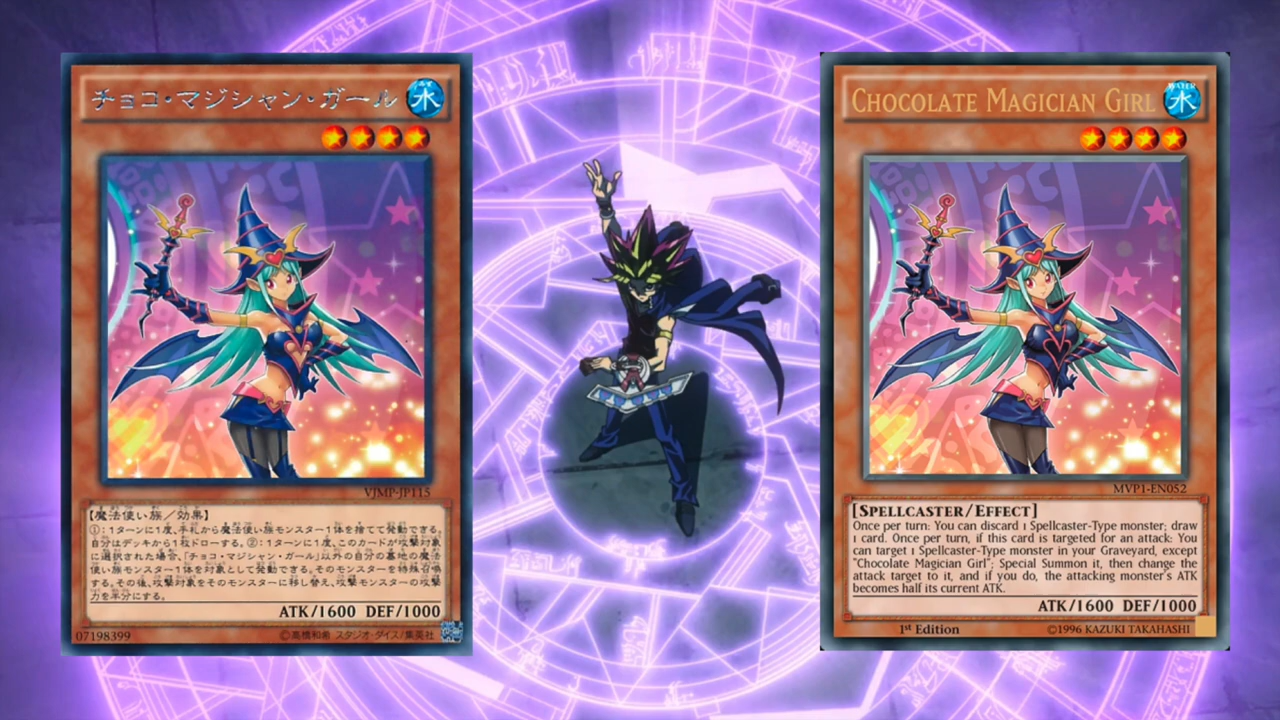 チョコ・マジシャン・ガール
水
VJMP-JP115
【魔法使い族／効果】
①：1ターンに1度、手札から魔法使い族モンスター1体を捨てて発動できる。
自分はデッキから1枚ドローする。②：1ターンに1度、このカードが攻撃対象
に選択された場合、「チョコ・マジシャン・ガール」以外の自分の墓地の魔法
使い族モンスター1体を対象として発動できる。そのモンスターを特殊召喚
する。その後、攻撃対象をそのモンスターに移し替え、攻撃モンスターの攻撃
力を半分にする。
ATK/1600 DEF/1000
07198399
©高橋和希 スタジオ・ダイス/集英社
CHOCOLATE MAGICIAN GIRL
WATER
水
MVP1-EN052
[SPELLCASTER/EFFECT]
Once per turn: You can discard 1 Spellcaster-Type monster; draw
1 card. Once per turn, if this card is targeted for an attack: You
can target 1 Spellcaster-Type monster in your Graveyard, except
"Chocolate Magician Girl"; Special Summon it, then change the
attack target to it, and if you do, the attacking monster's ATK
becomes half its current ATK.
ATK/1600 DEF/1000
1st Edition
©1996 KAZUKI TAKAHASHI